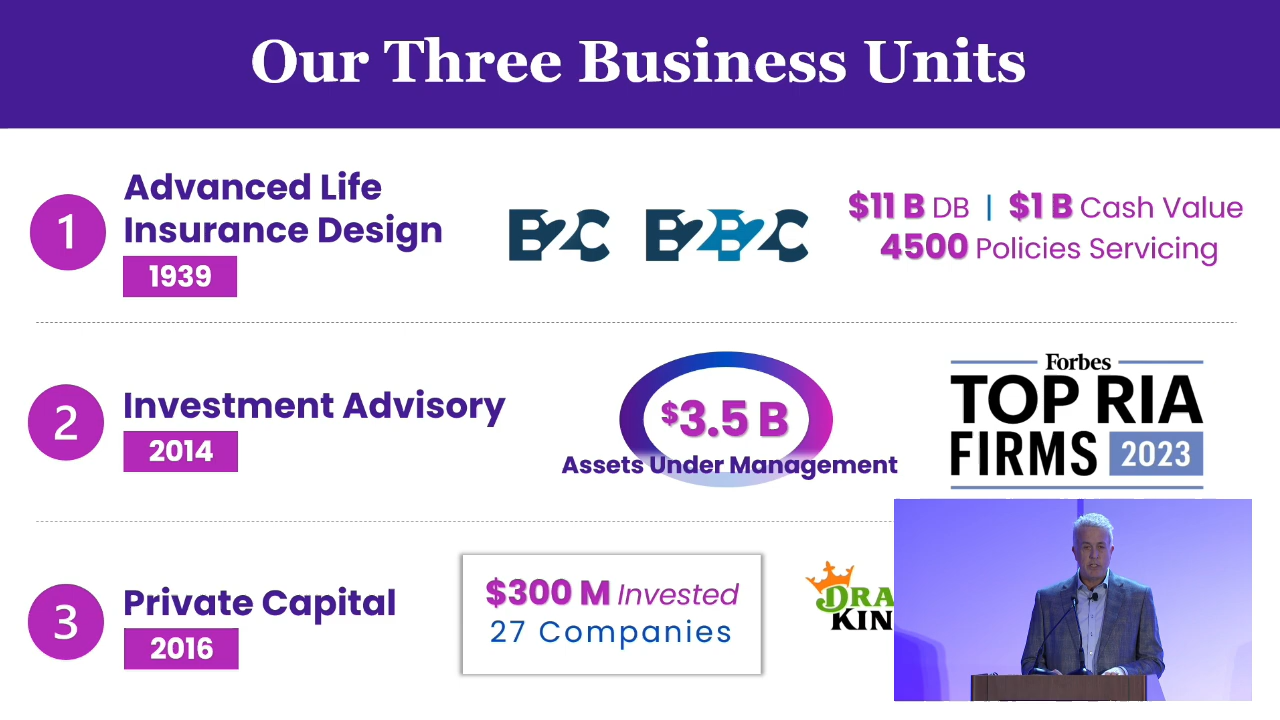 Our Three Business Units
1
Advanced Life
Insurance Design
1939
B2C B2B2C
$11 B DB | $1 B Cash Value
4500 Policies Servicing
2
Investment Advisory
2014
$3.5 B
Assets Under Management
Forbes
TOP RIA
FIRMS 2023
3
Private Capital
2016
$300 M Invested
27 Companies
DRA
KIN